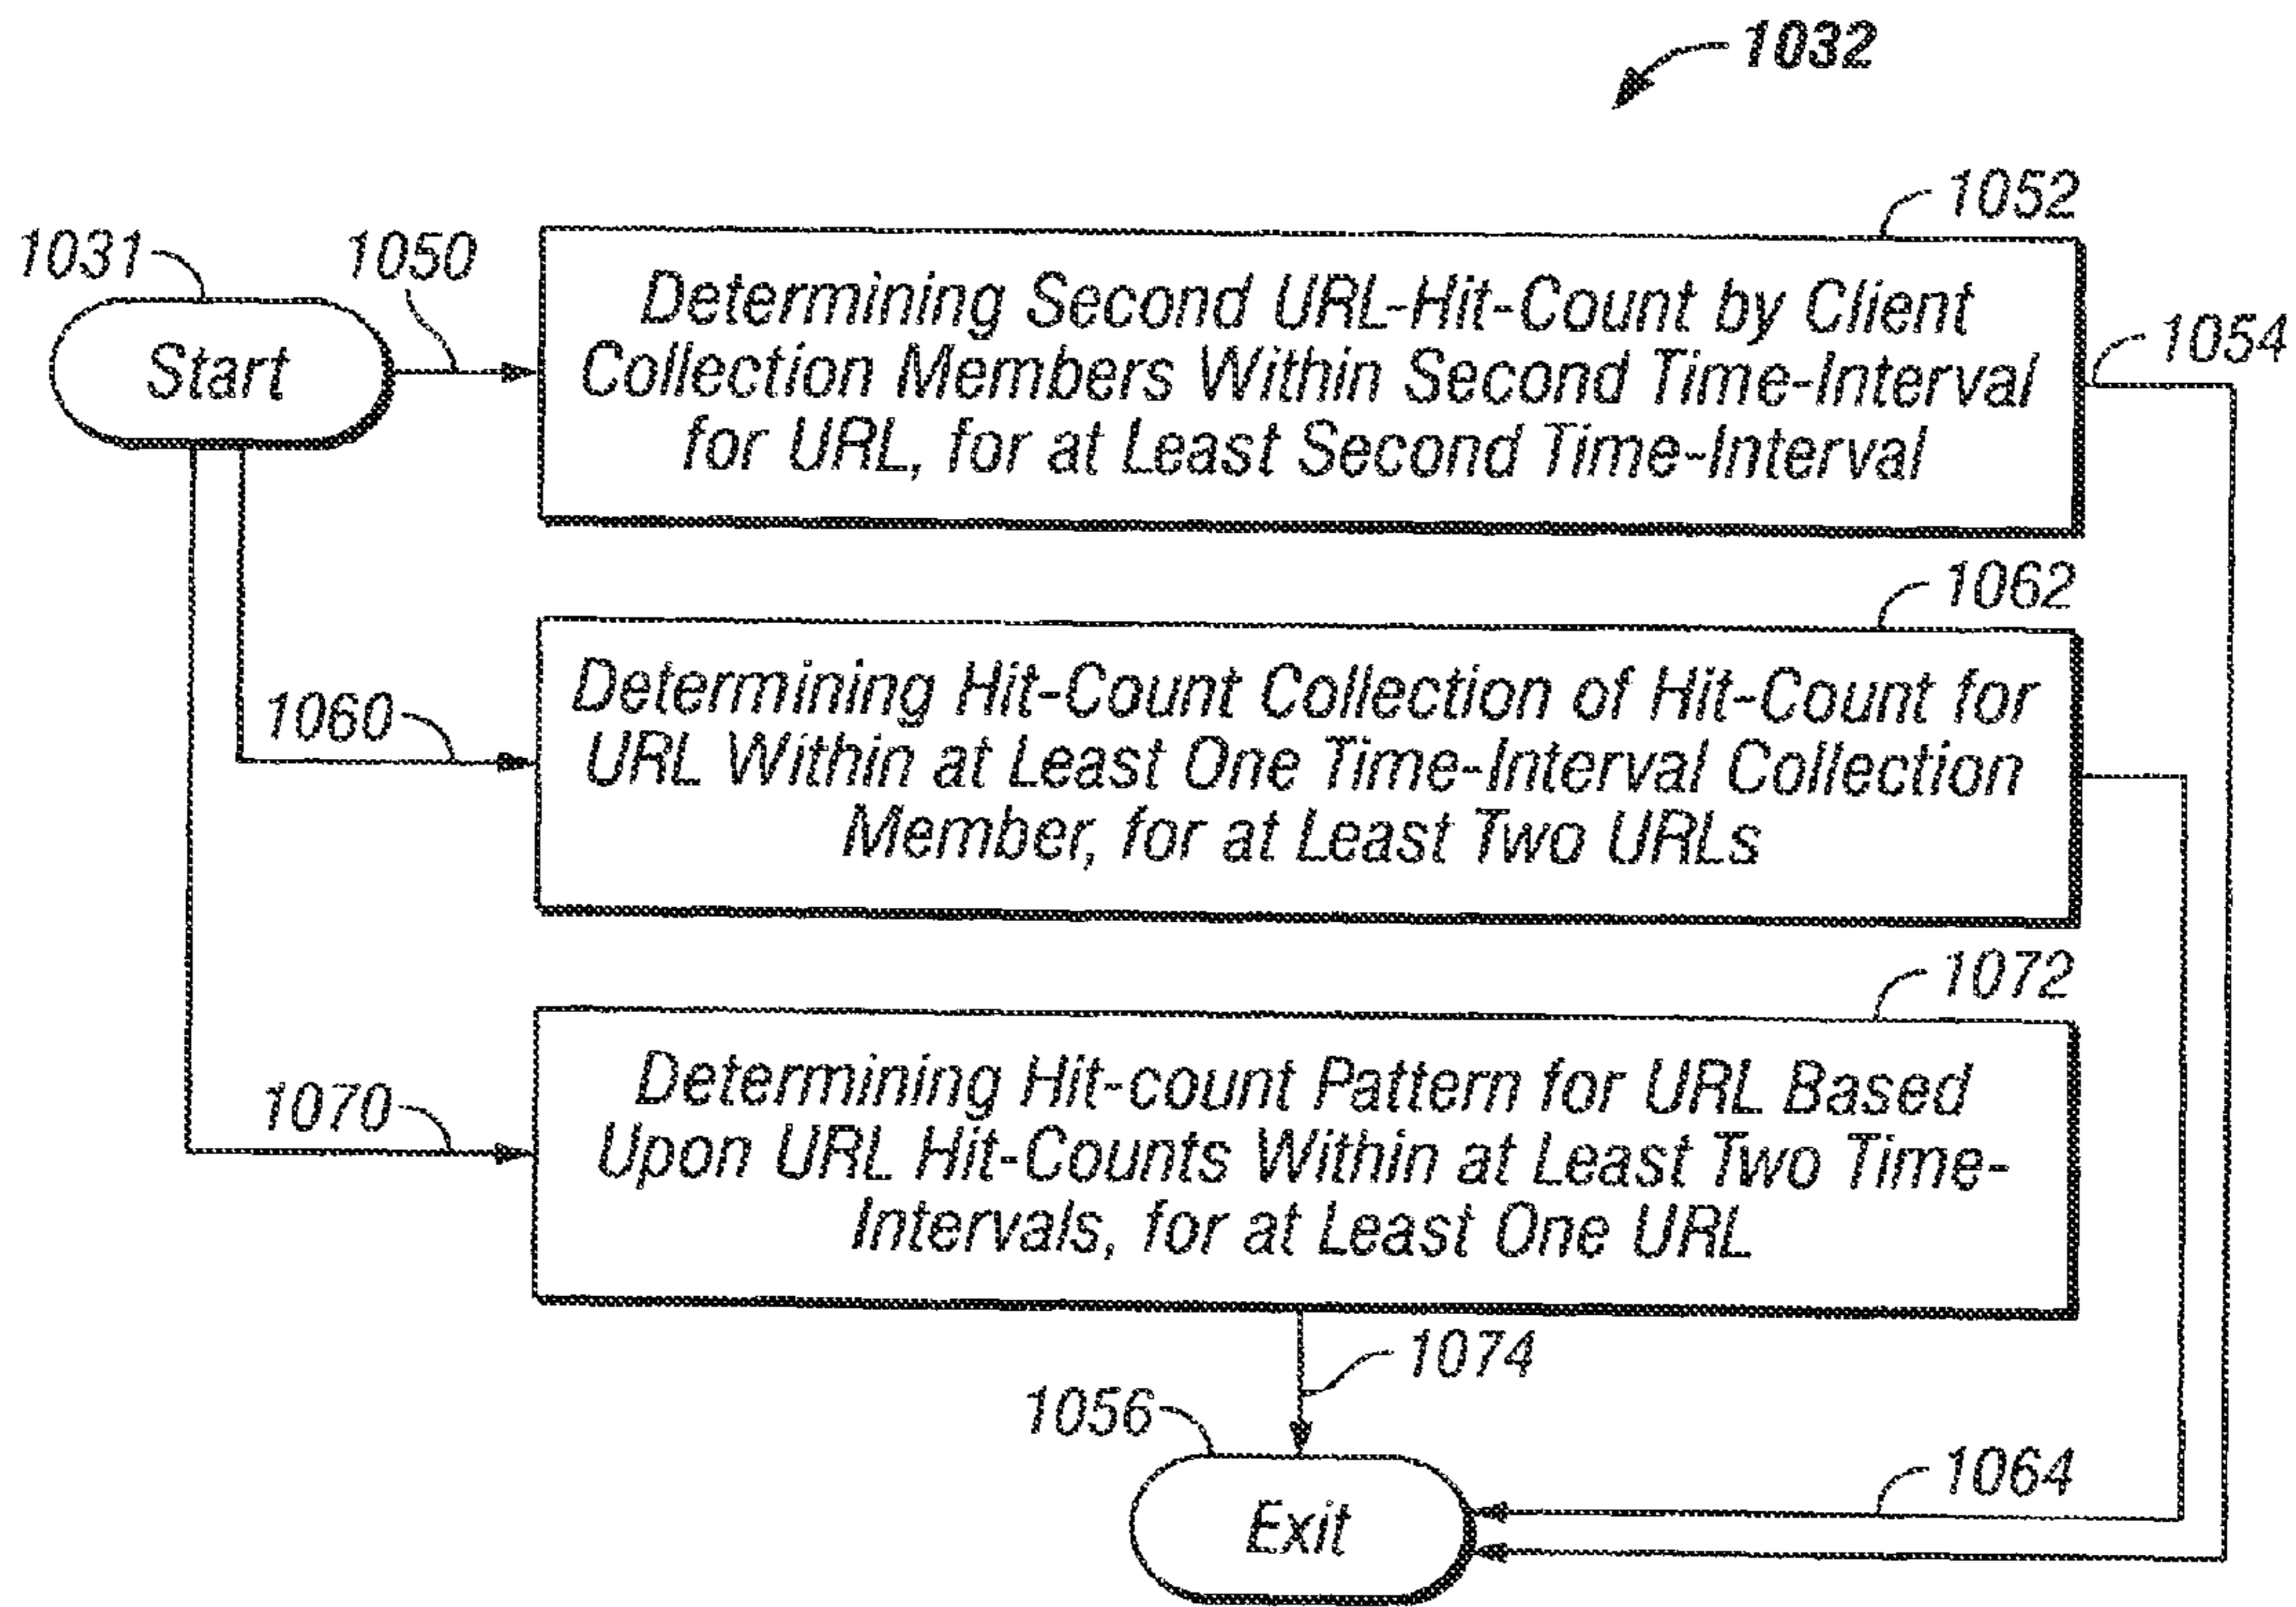 1032
1052
1031
1050
Determining Second URL-Hit-Count by Client
Collection Members Within Second Time-Interval
for URL, for at Least Second Time-Interval
1054
Start
1062
Determining Hit-Count Collection of Hit-Count for
URL Within at Least One Time-Interval Collection
Member, for at Least Two URLs
1060
1072
Determining Hit-count Pattern for URL Based
Upon URL Hit-Counts Within at Least Two Time-
Intervals, for at Least One URL
1070
1074
1056
1064
Exit